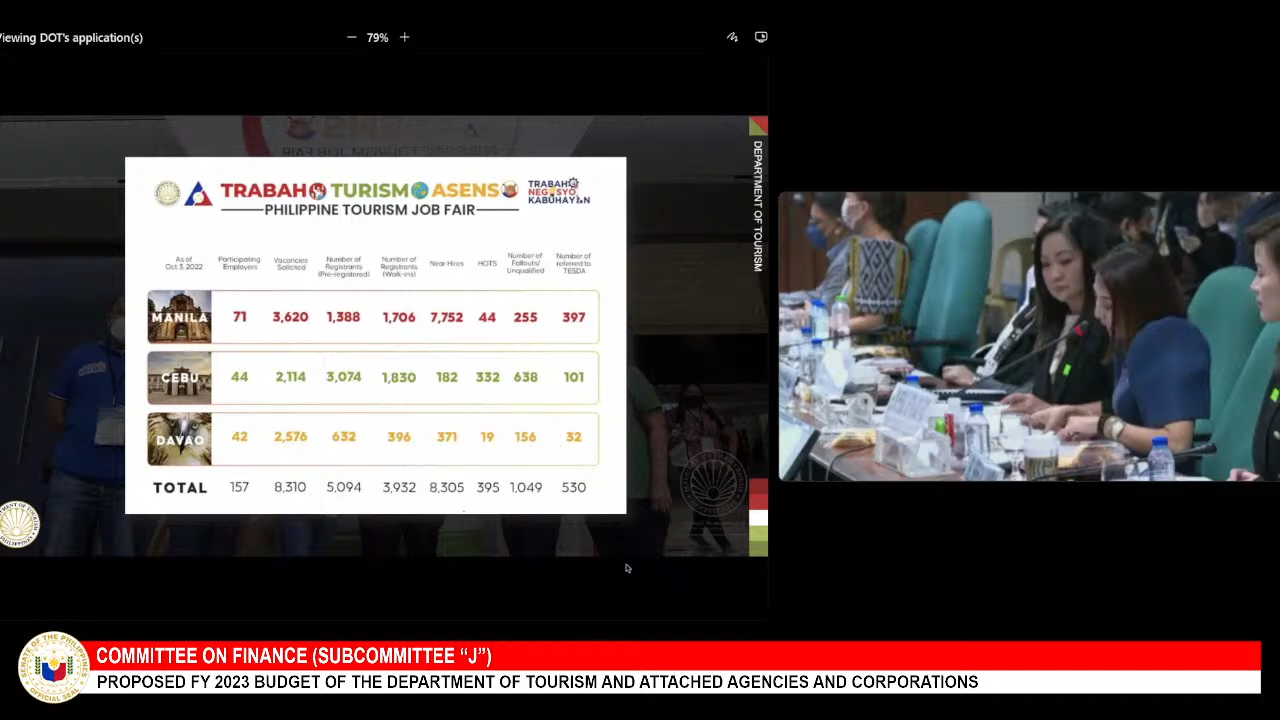 Viewing DOT's application(s)
79%
DEPARTMENT OF TOURISM
TRABAHO TURISMO ASENSO
TRABAHO
NEGOSYO
KABUHAYAN
PHILIPPINE TOURISM JOB FAIR
As of
Oct 3, 2022
Participating
Employers
Vacancies
Solicited
Number of
Registrants
(Pre-registered)
Number of
Registrants
(Walk-ins)
Near Hires
HOTS
Number of
Fallouts/
Unqualified
Number of
referred to
TESDA
MANILA 71 3,620 1,388 1,706 7,752 44 255 397
CEBU 44 2,114 3,074 1,830 182 332 638 101
DAVAO 42 2,576 632 396 371 19 156 32
TOTAL 157 8,310 5,094 3,932 8,305 395 1,049 530
SENATE OF THE PHILIPPINES
OFFICIAL SEAL
COMMITTEE ON FINANCE (SUBCOMMITTEE “J”)
PROPOSED FY 2023 BUDGET OF THE DEPARTMENT OF TOURISM AND ATTACHED AGENCIES AND CORPORATIONS